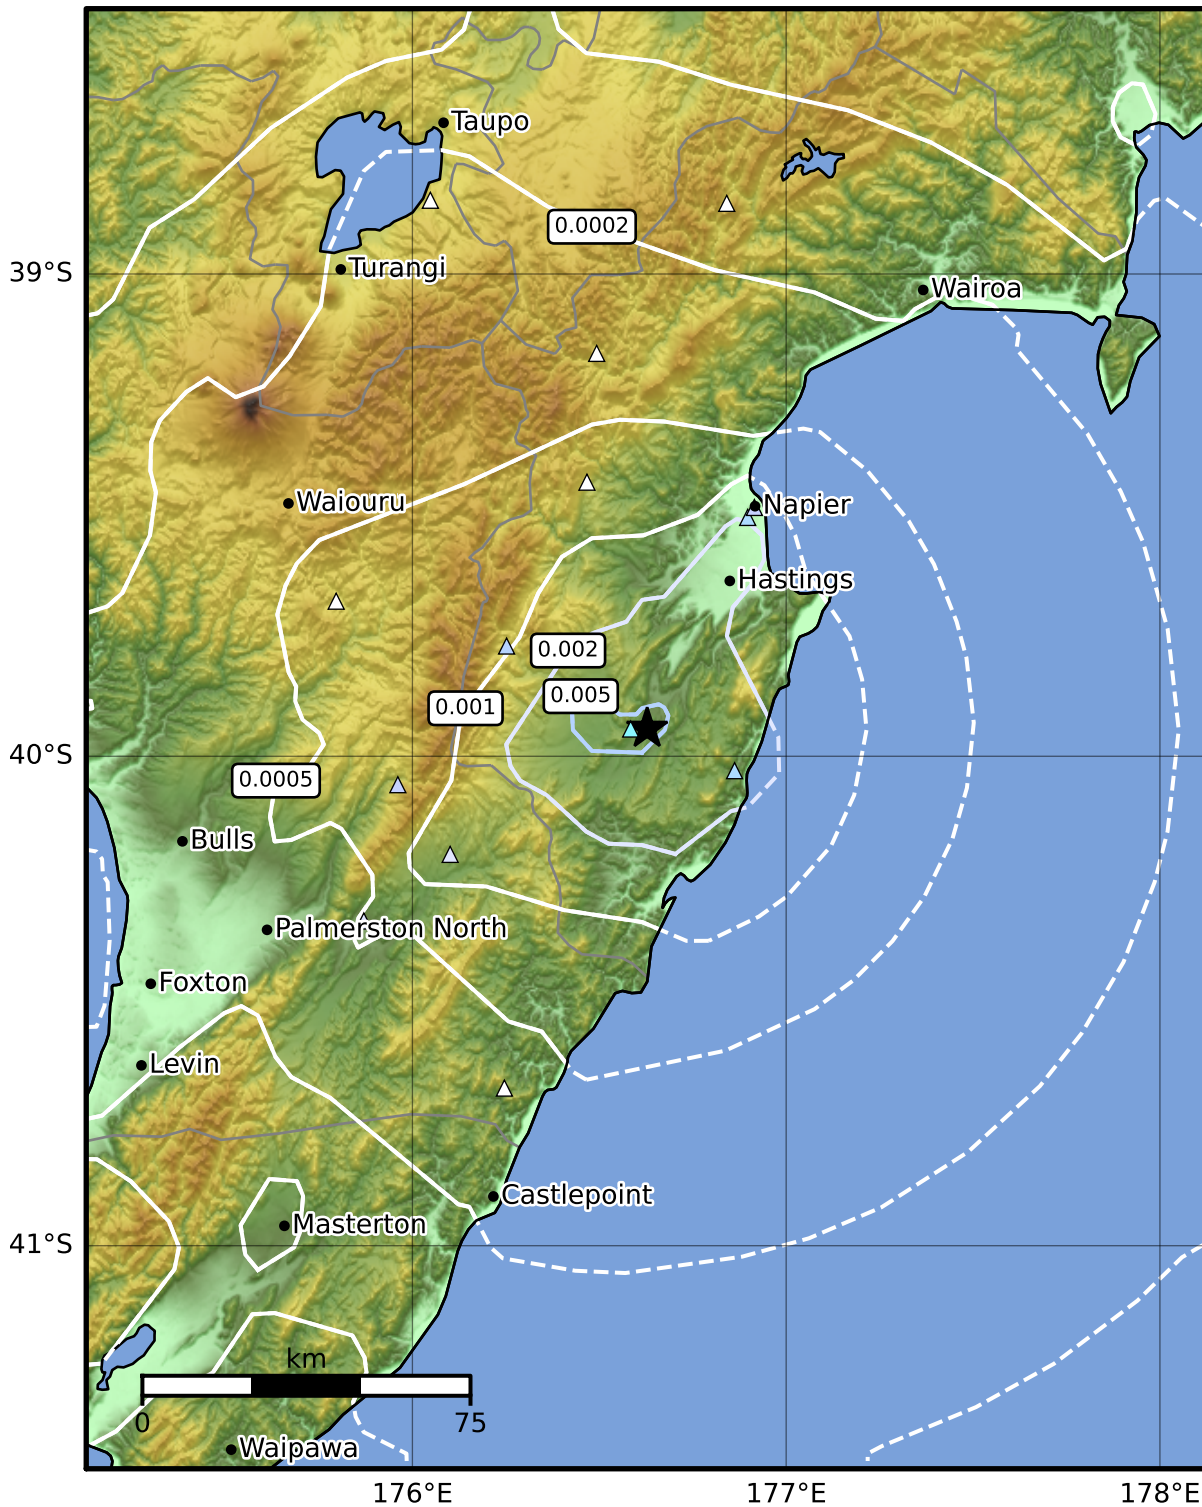 Taupo
0.0002
39°S
Turangi
Wairoa
Waiouru
Napier
Hastings
0.002
0.005
0.001
40°S
0.0005
Bulls
Palmerston North
Foxton
Levin
Castlepoint
Masterton
41°S
km
0
75
Waipawa
176°E
177°E
178°E